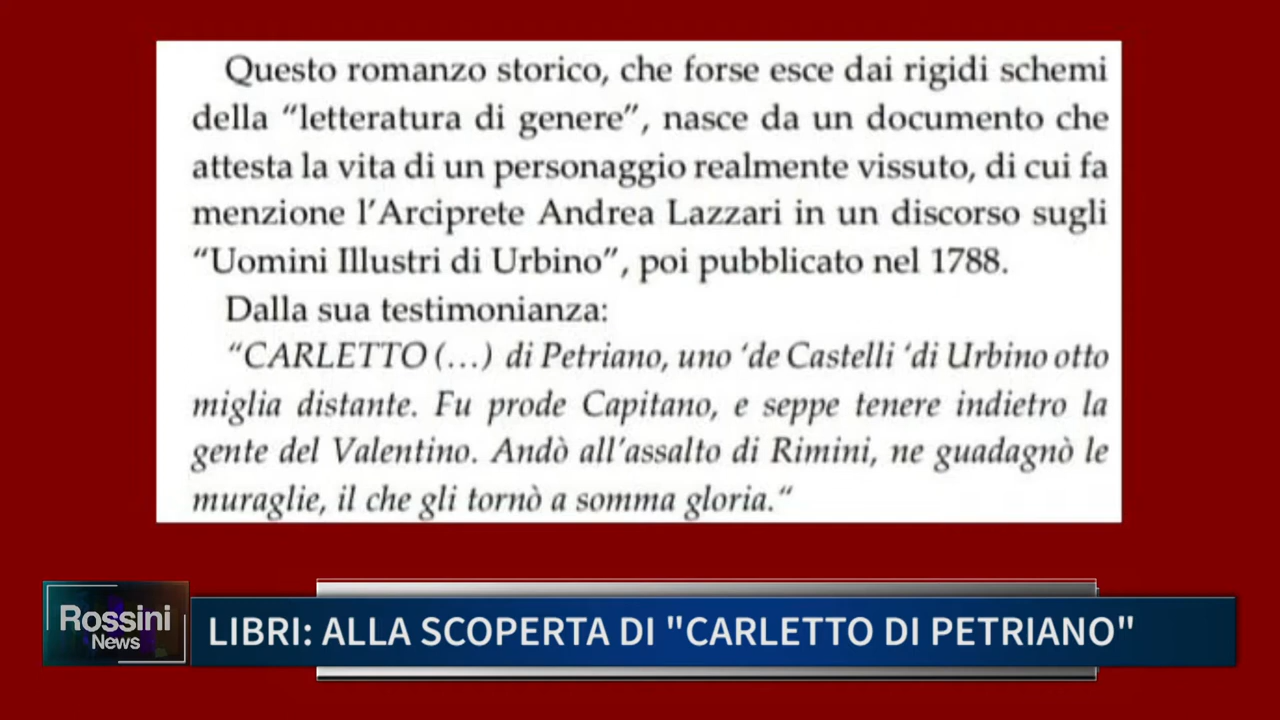 Questo romanzo storico, che forse esce dai rigidi schemi
della “letteratura di genere”, nasce da un documento che
attesta la vita di un personaggio realmente vissuto, di cui fa
menzione l’Arciprete Andrea Lazzari in un discorso sugli
“Uomini Illustri di Urbino”, poi pubblicato nel 1788.
Dalla sua testimonianza:
“CARLETTO (…) di Petriano, uno ‘de Castelli ‘di Urbino otto
miglia distante. Fu prode Capitano, e seppe tenere indietro la
gente del Valentino. Andò all’assalto di Rimini, ne guadagnò le
muraglie, il che gli tornò a somma gloria.“
Rossini
News
LIBRI: ALLA SCOPERTA DI "CARLETTO DI PETRIANO"